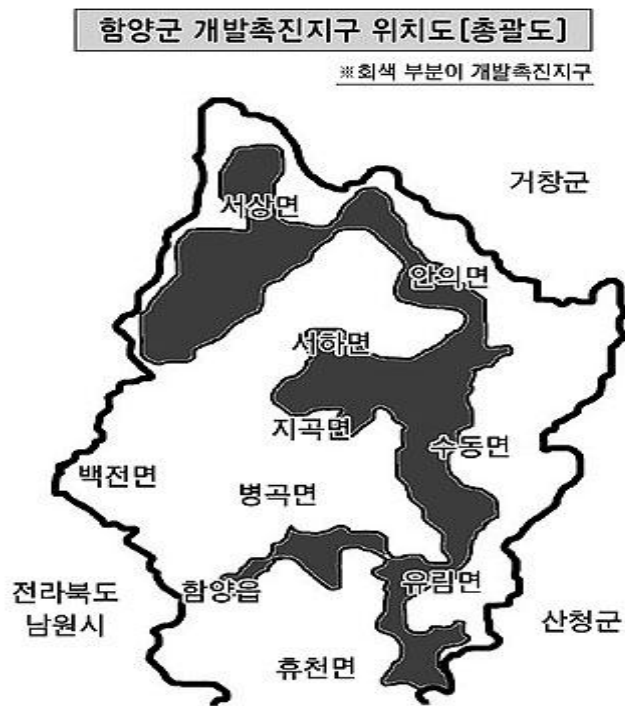 함양군 개발촉진지구 위치도[총괄도]
※회색 부분이 개발촉진지구
거창군
서상면
안의면
서하면
지곡면
수동면
백전면
병곡면
함양읍
유림면
전라북도
남원시
산청군
휴천면